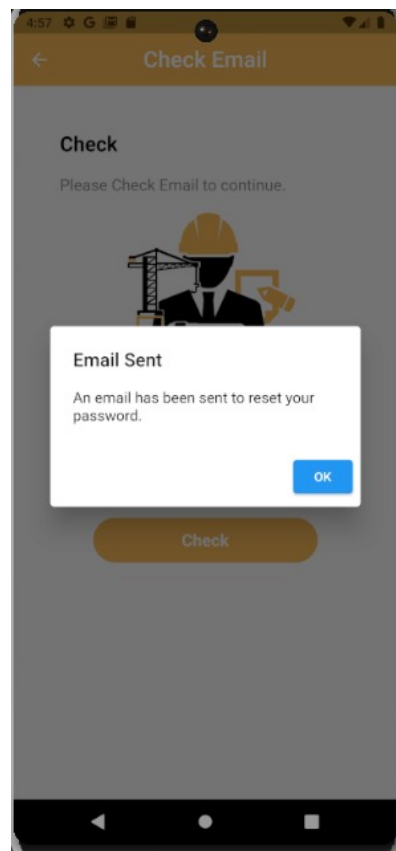 4:57 G
Check Email
Check
Please Check Email to continue.
Email Sent
An email has been sent to reset your
password.
OK
Check